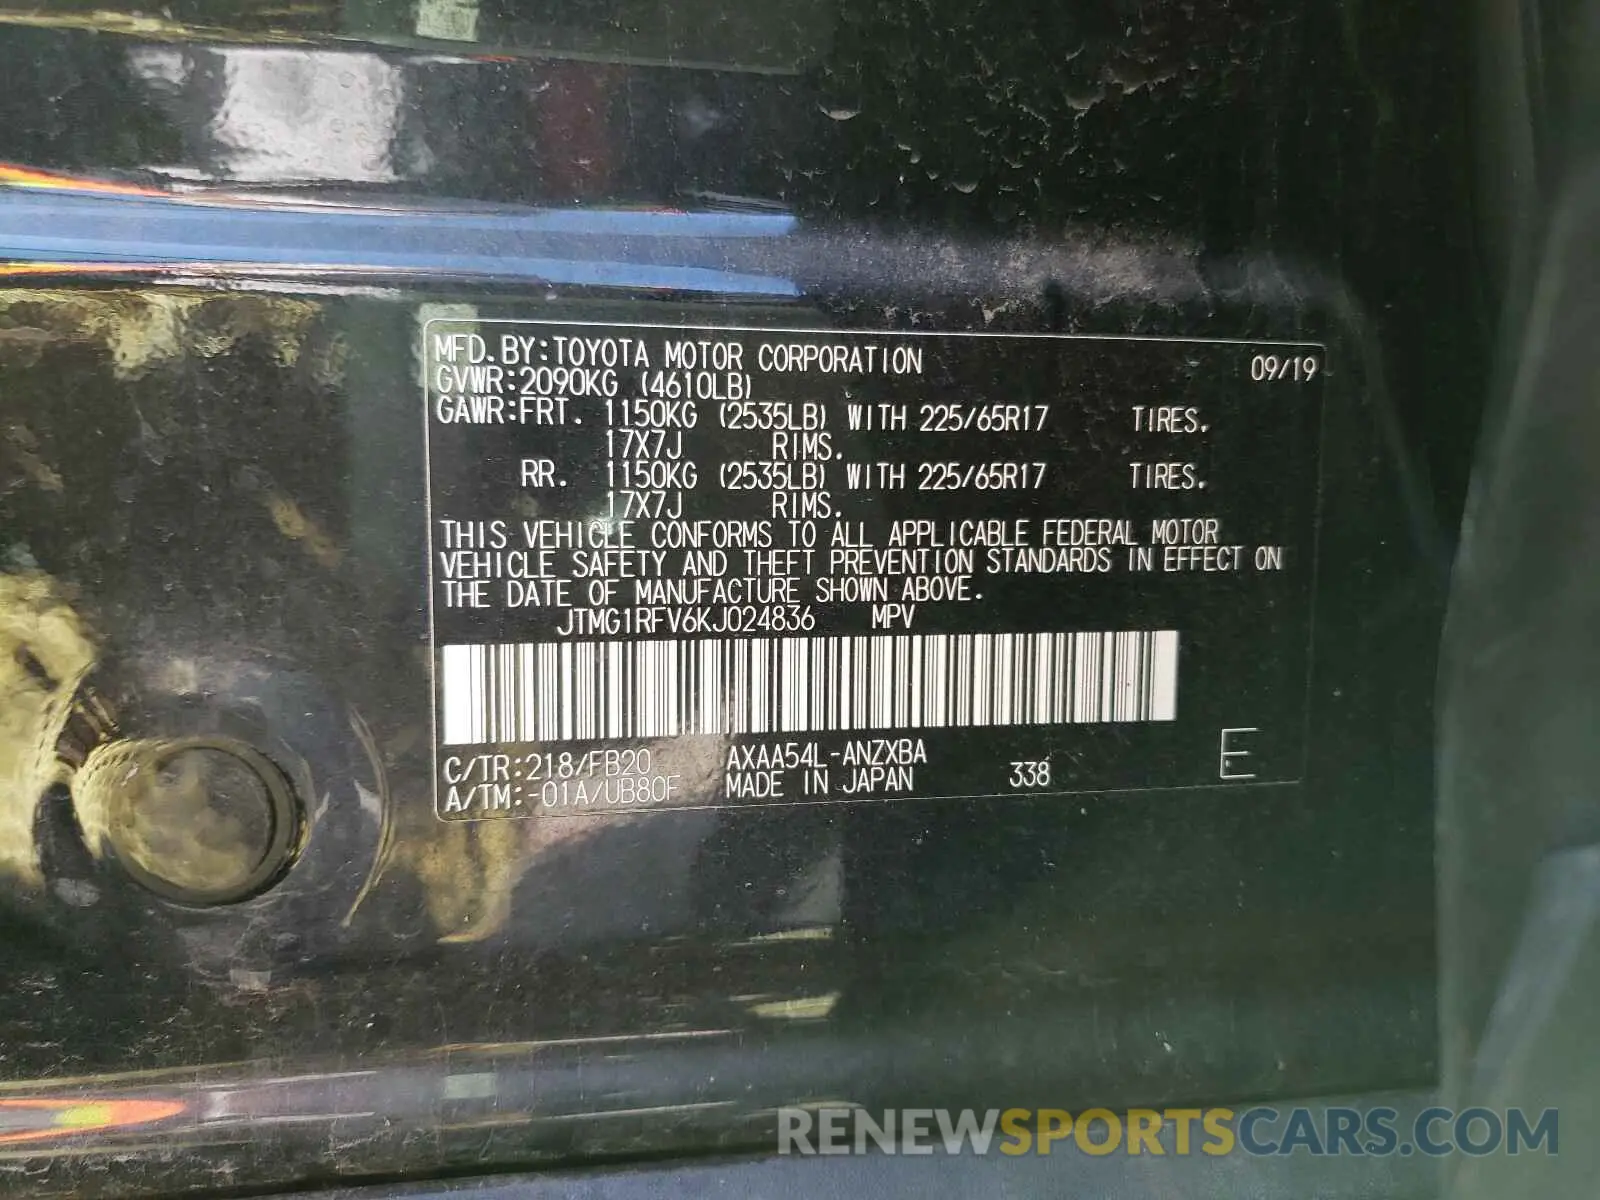 MFD. BY:TOYOTA MOTOR CORPORATION 09/19
GVWR:2090KG (4610LB)
GAWR:FRT. 1150KG (2535LB) WITH 225/65R17 TIRES.
17X7J RIMS.
RR. 1150KG (2535LB) WITH 225/65R17 TIRES.
17X7J RIMS.
THIS VEHICLE CONFORMS TO ALL APPLICABLE FEDERAL MOTOR
VEHICLE SAFETY AND THEFT PREVENTION STANDARDS IN EFFECT ON
THE DATE OF MANUFACTURE SHOWN ABOVE.
JTMG1RFV6KJ024836 MPV
C/TR:218/FB20 AXAA54L-ANZXBA
A/TM:-01A/UB80F MADE IN JAPAN 338 E
RENEWSPORTSCARS.COM